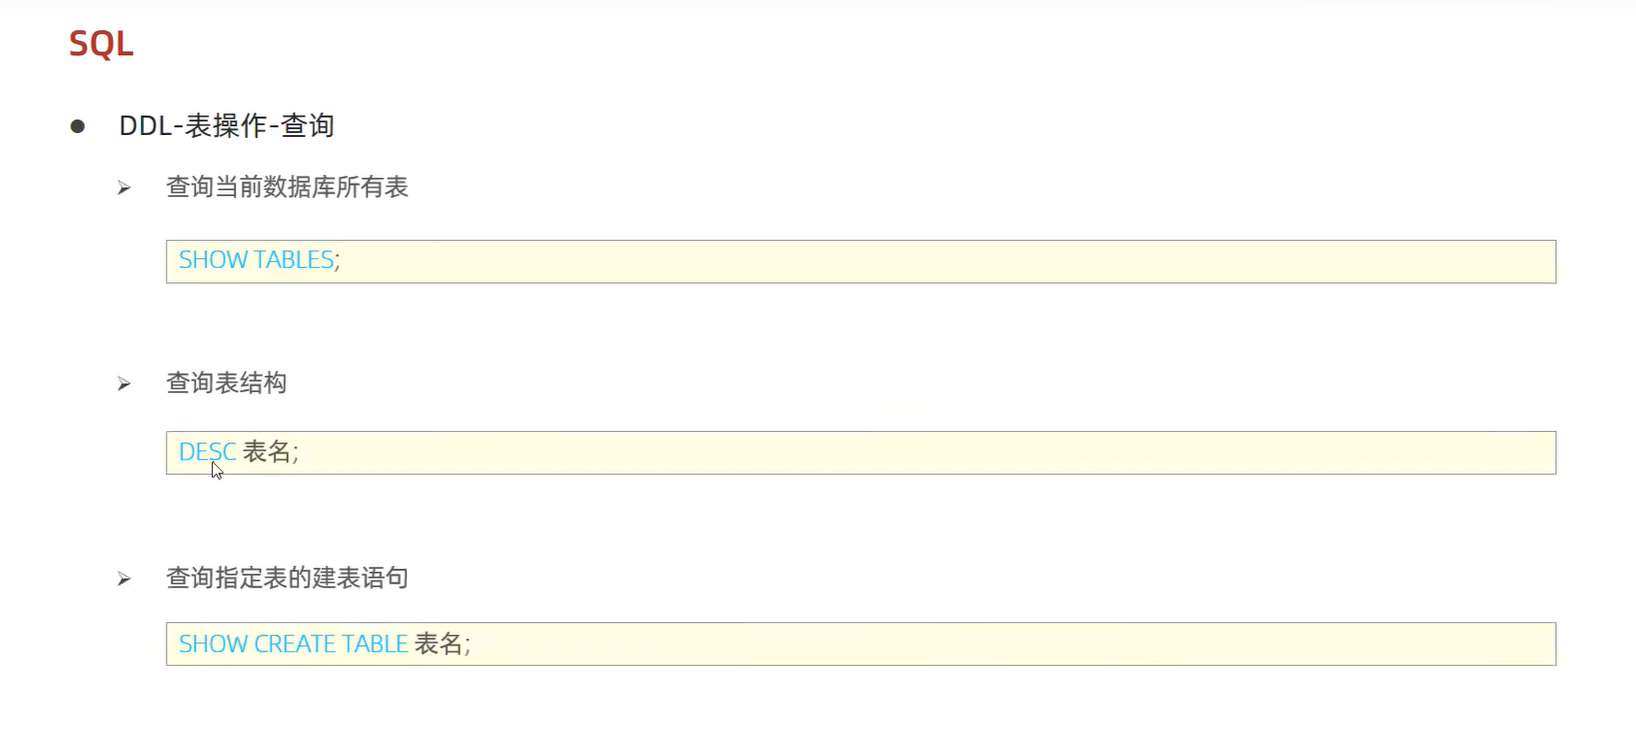 SQL
DDL-表操作-查询
查询当前数据库所有表
SHOW TABLES;
查询表结构
DESC 表名;
查询指定表的建表语句
SHOW CREATE TABLE 表名;